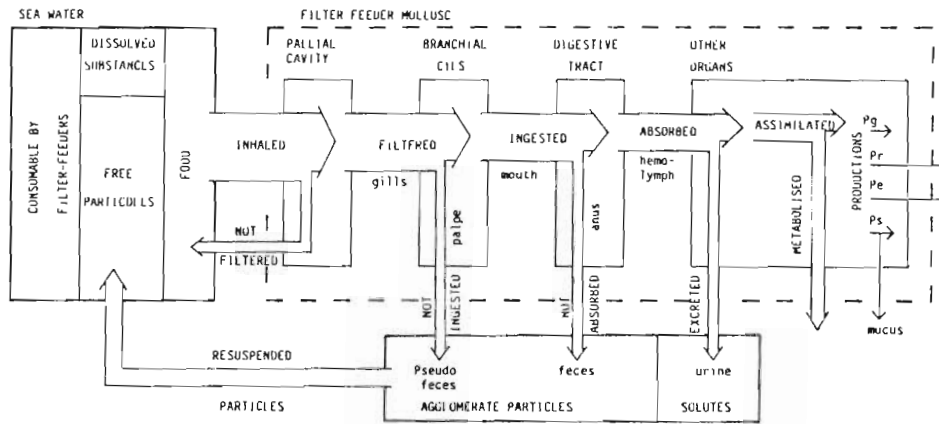 SEA WATER
FILTER FEEDER MOLLUSC
DISSOLVED
SUBSTANCES
CONSUMABLE BY
FILTER-FEEDERS
FREE
PARTICULES
FOOD
PALLIAL
CAVITY
BRANCHIAL
CILS
DIGESTIVE
TRACT
OTHER
ORGANS
INHALED
FILTERED
gills
INGESTED
mouth
ABSORBED
hemo-
lymph
ASSIMILATED
NOT
FILTERED
palpe
anus
METABOLISED
PRODUCTIONS
Pg
Pr
Pe
Ps
mucus
NOT
INGESTED
NOT
ABSORBED
EXCRETED
RESUSPENDED
PARTICLES
Pseudo
feces
feces
urine
AGGLOMERATE PARTICLES
SOLUTES